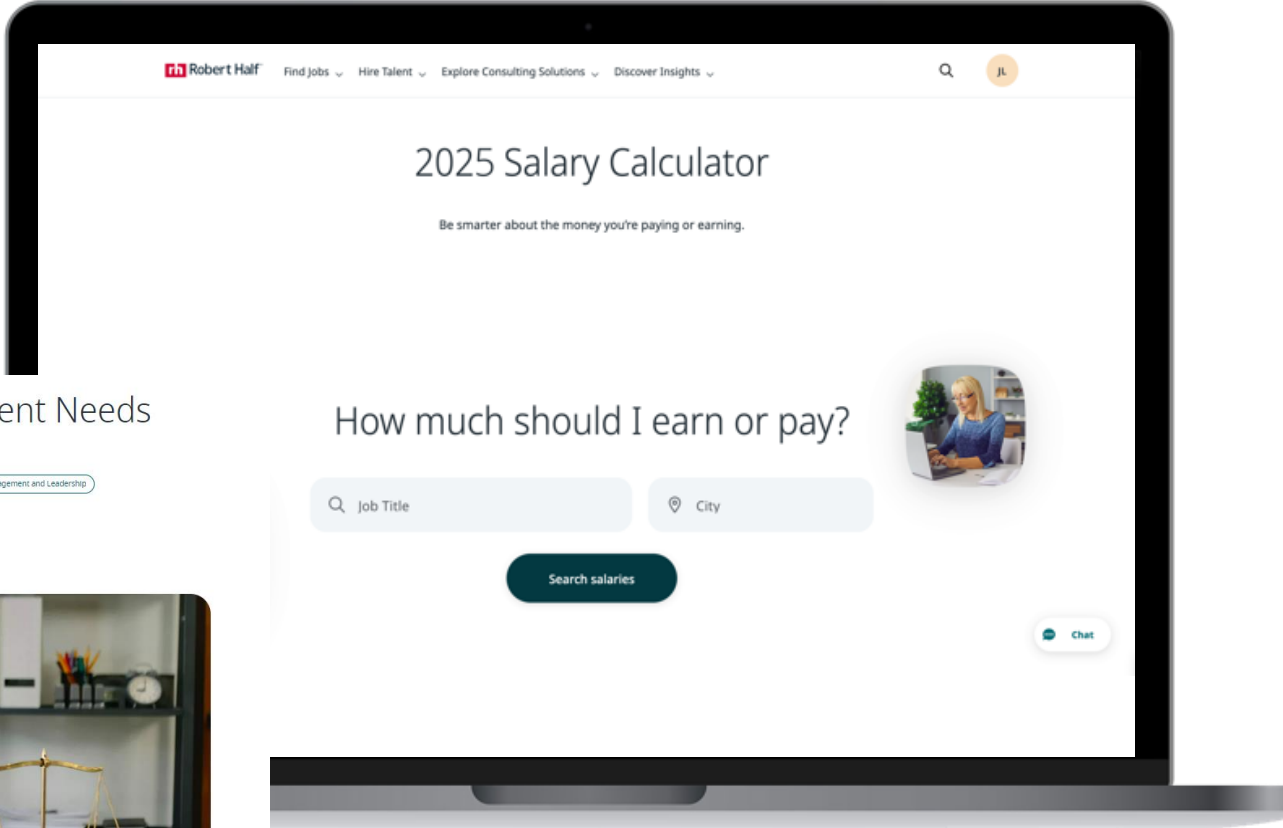 rh Robert Half
Find Jobs
Hire Talent
Explore Consulting Solutions
Discover Insights
JL
2025 Salary Calculator
Be smarter about the money you're paying or earning.
How much should I earn or pay?
Job Title
City
Search salaries
Chat
ent Needs
agement and Leadership